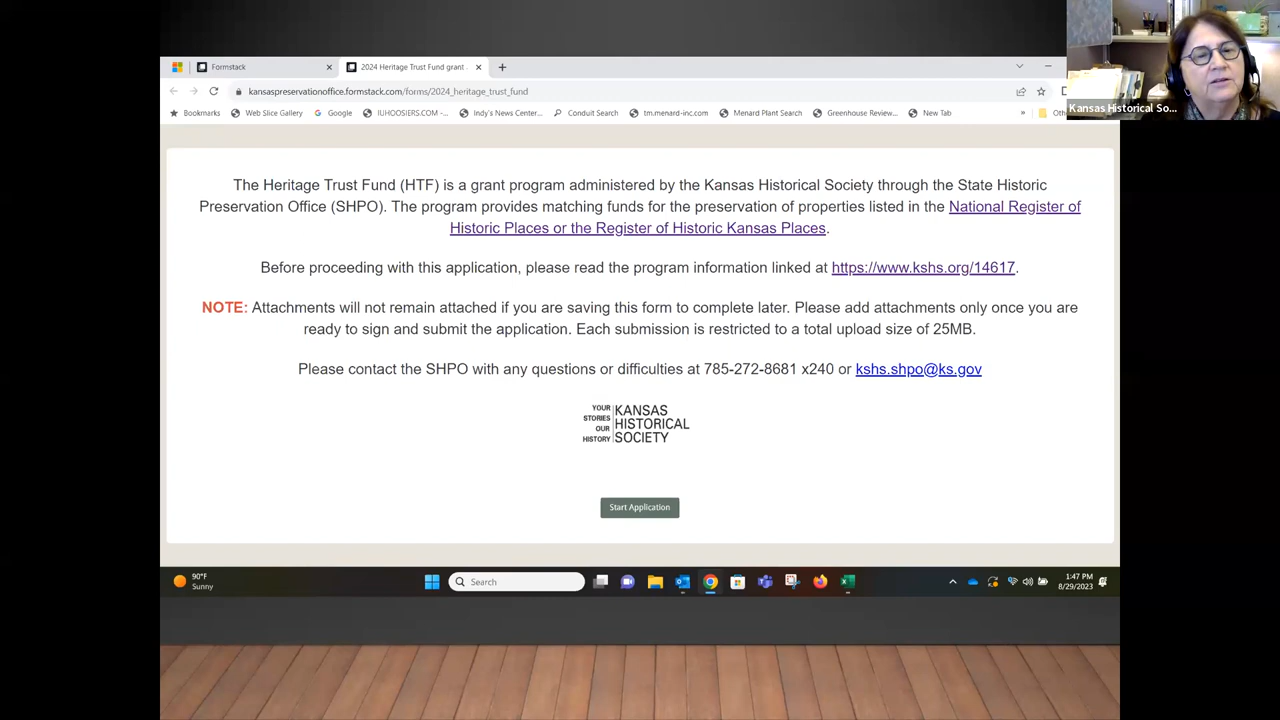 Formstack
2024 Heritage Trust Fund grant
kansaspreservationoffice.formstack.com/forms/2024_heritage_trust_fund
Bookmarks Web Slice Gallery Google IUHOOSIERS.COM -... Indy's News Center... Conduit Search tm.menard-inc.com Menard Plant Search Greenhouse Review... New Tab »
Kansas Historical So...
The Heritage Trust Fund (HTF) is a grant program administered by the Kansas Historical Society through the State Historic
Preservation Office (SHPO). The program provides matching funds for the preservation of properties listed in the National Register of
Historic Places or the Register of Historic Kansas Places.
Before proceeding with this application, please read the program information linked at https://www.kshs.org/14617.
NOTE: Attachments will not remain attached if you are saving this form to complete later. Please add attachments only once you are
ready to sign and submit the application. Each submission is restricted to a total upload size of 25MB.
Please contact the SHPO with any questions or difficulties at 785-272-8681 x240 or kshs.shpo@ks.gov
YOUR
STORIES
OUR
HISTORY
KANSAS
HISTORICAL
SOCIETY
Start Application
90°F
Sunny
Search
1:47 PM
8/29/2023